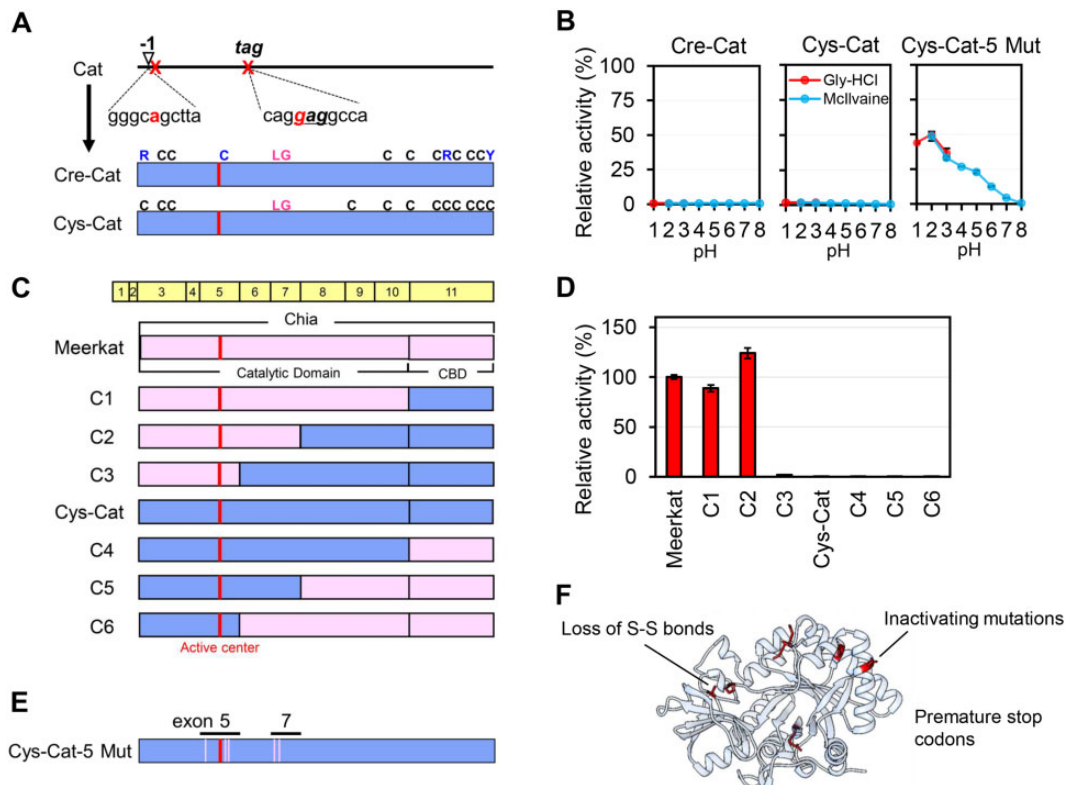 A
-1
tag
Cat
gggcagctta
caggaggcca
R CC C LG C C CRC CCY
Cre-Cat
C CC LG C C C CCC CCC C
Cys-Cat
B
Cre-Cat Cys-Cat Cys-Cat-5 Mut
Relative activity (%)
100
50
0
Gly-HCl
McIlvaine
1 2 3 4 5 6 7 8 1 2 3 4 5 6 7 8 1 2 3 4 5 6 7 8
pH pH pH
C
1 2 3 4 5 6 7 8 9 10 11
Chia
Meerkat
Catalytic Domain CBD
C1
C2
C3
Cys-Cat
C4
C5
C6
Active center
D
Relative activity (%)
150
100
50
0
Meerkat C1 C2 C3 Cys-Cat C4 C5 C6
E
exon 5 7
Cys-Cat-5 Mut
F
Loss of S-S bonds
Inactivating mutations
Premature stop
codons